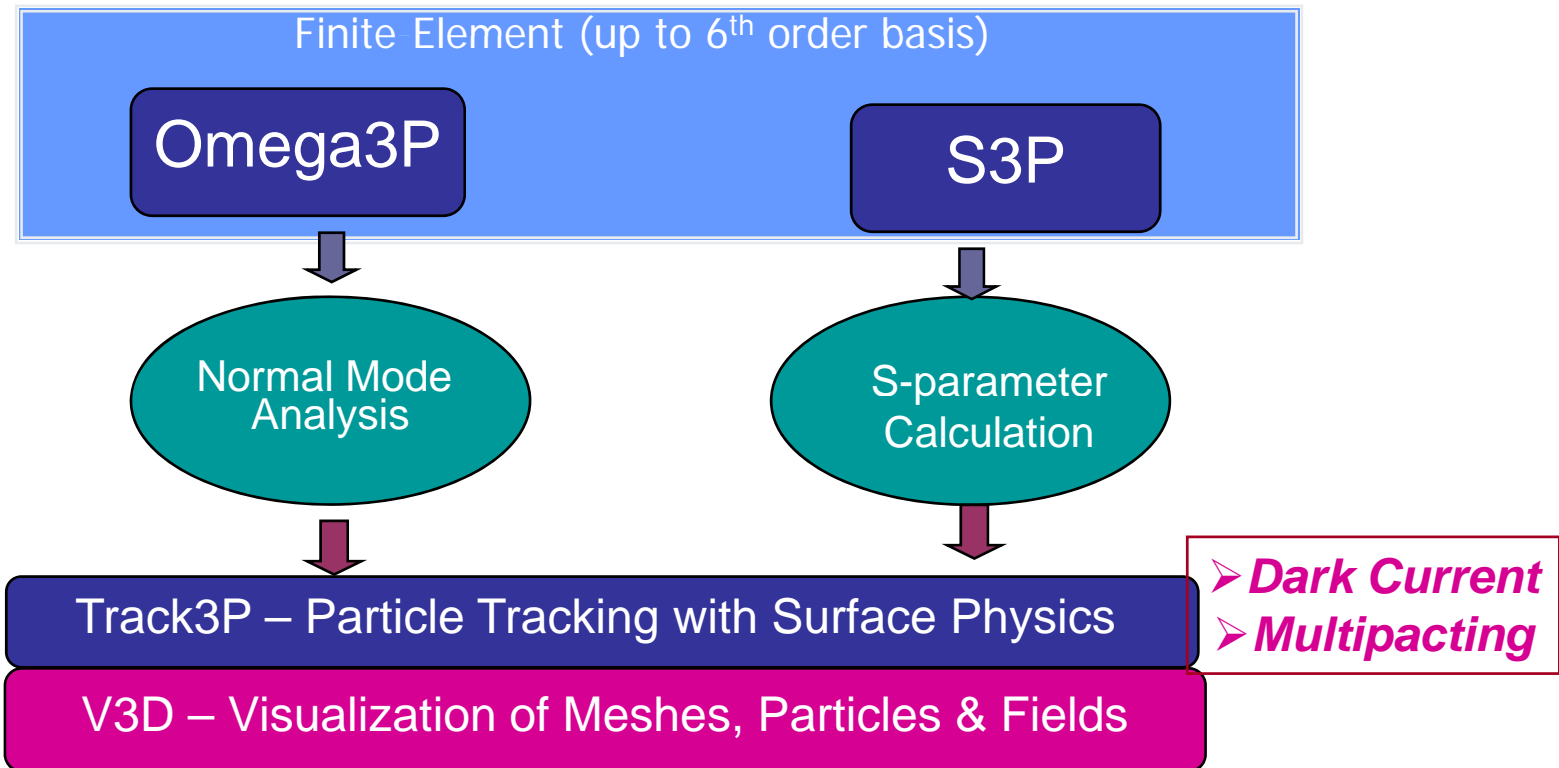 Finite-Element (up to 6th order basis)
Omega3P
S3P
Normal Mode
Analysis
S-parameter
Calculation
Track3P – Particle Tracking with Surface Physics
➢Dark Current
➢Multipacting
V3D – Visualization of Meshes, Particles & Fields